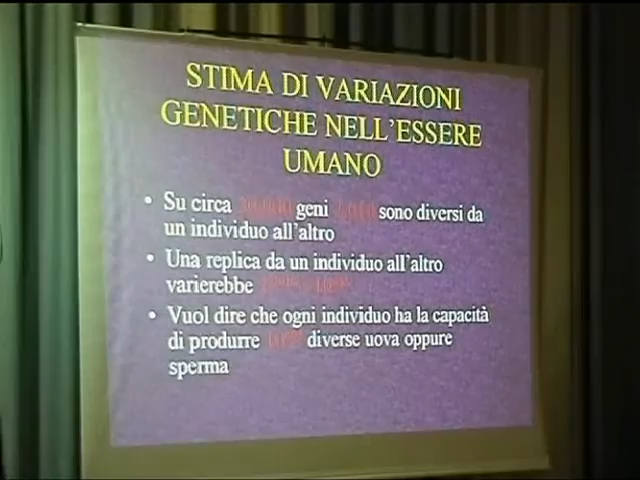 STIMA DI VARIAZIONI
GENETICHE NELL'ESSERE
UMANO
• Su circa geni sono diversi da
un individuo all'altro
• Una replica da un individuo all'altro
varierebbe
• Vuol dire che ogni individuo ha la capacità
di produrre diverse uova oppure
sperma